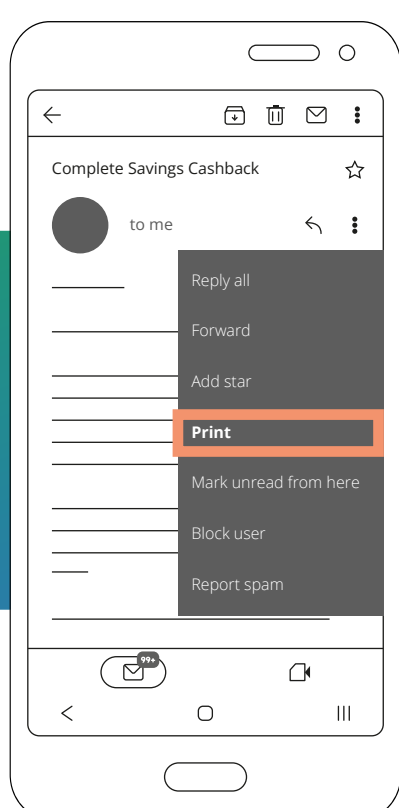 Complete Savings Cashback
to me
Reply all
Forward
Add star
Print
Mark unread from here
Block user
Report spam
99+